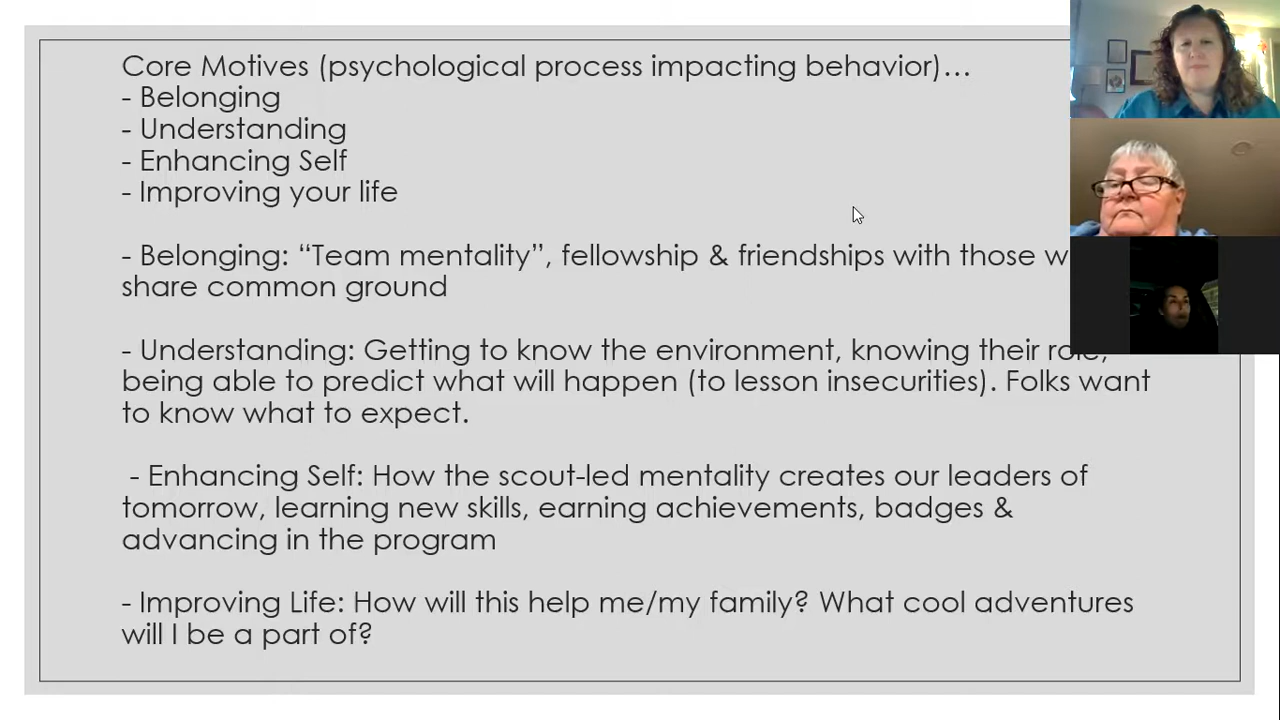 Core Motives (psychological process impacting behavior)…
- Belonging
- Understanding
- Enhancing Self
- Improving your life
- Belonging: “Team mentality”, fellowship & friendships with those
share common ground
- Understanding: Getting to know the environment, knowing their role,
being able to predict what will happen (to lesson insecurities). Folks want
to know what to expect.
- Enhancing Self: How the scout-led mentality creates our leaders of
tomorrow, learning new skills, earning achievements, badges &
advancing in the program
- Improving Life: How will this help me/my family? What cool adventures
will I be a part of?